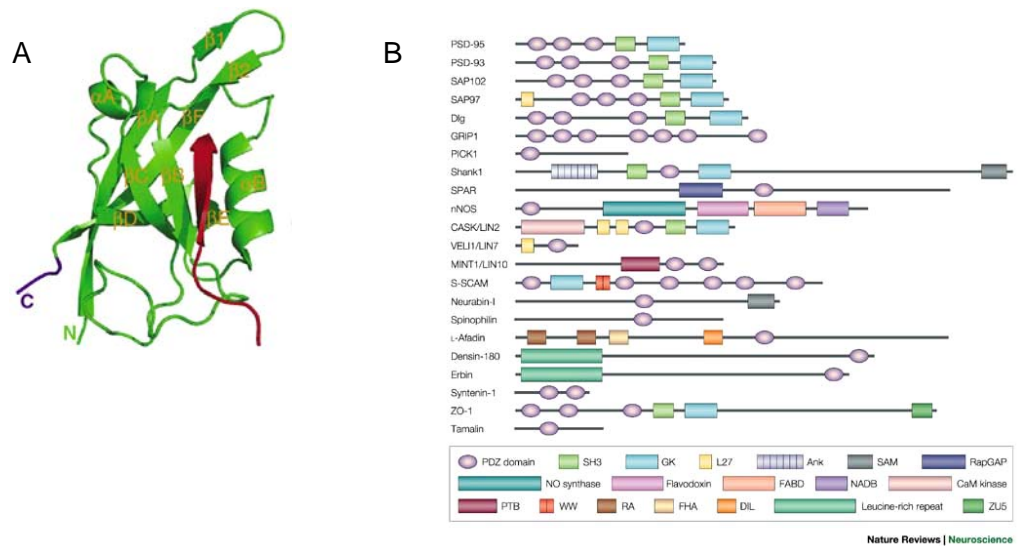 A
B
β1
β2
αA
βA
βF
βC
βB
αB
βD
βE
C
N
PSD-95
PSD-93
SAP102
SAP97
Dlg
GRIP1
PICK1
Shank1
SPAR
nNOS
CASK/LIN2
VELI1/LIN7
MINT1/LIN10
S-SCAM
Neurabin-I
Spinophilin
L-Afadin
Densin-180
Erbin
Syntenin-1
ZO-1
Tamalin
PDZ domain SH3 GK L27 Ank SAM RapGAP
NO synthase Flavodoxin FABD NADB CaM kinase
PTB WW RA FHA DIL Leucine-rich repeat ZU5
Nature Reviews | Neuroscience